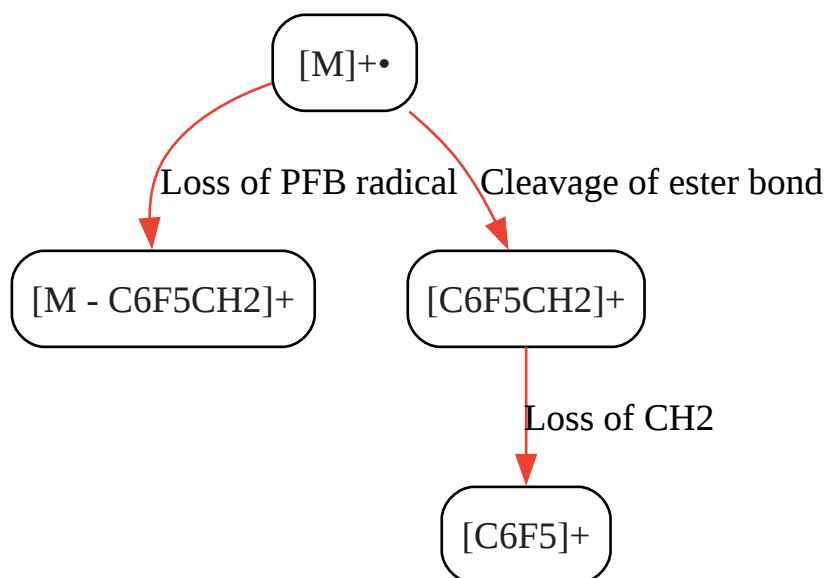 [M]+•
Loss of PFB radical
Cleavage of ester bond
[M - C6F5CH2]+
[C6F5CH2]+
Loss of CH2
[C6F5]+